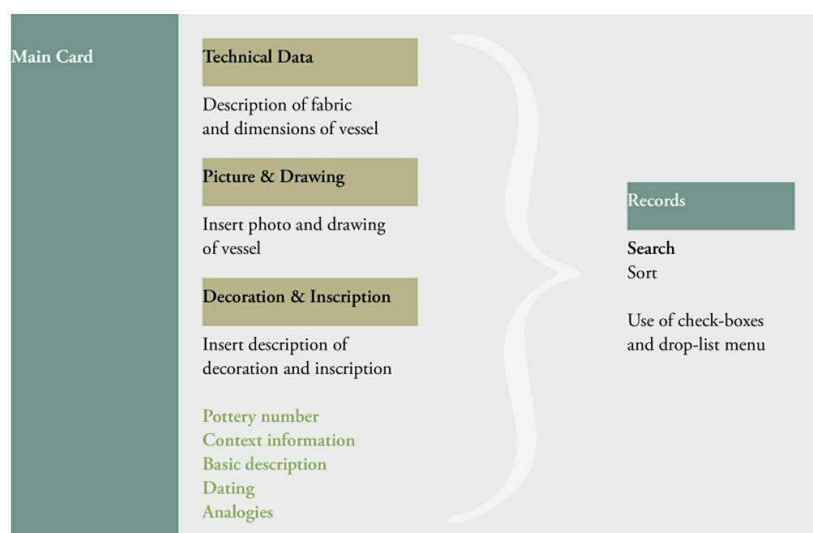 Main Card
Technical Data
Description of fabric
and dimensions of vessel
Picture & Drawing
Insert photo and drawing
of vessel
Decoration & Inscription
Insert description of
decoration and inscription
Pottery number
Context information
Basic description
Dating
Analogies
Records
Search
Sort
Use of check-boxes
and drop-list menu